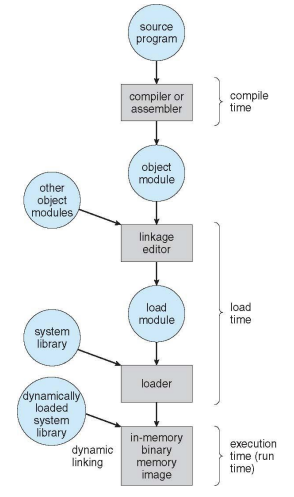 source
program
compiler or
assembler
compile
time
object
module
other
object
modules
linkage
editor
load
module
load
time
system
library
loader
dynamically
loaded
system
library
dynamic
linking
in-memory
binary
memory
image
execution
time (run
time)